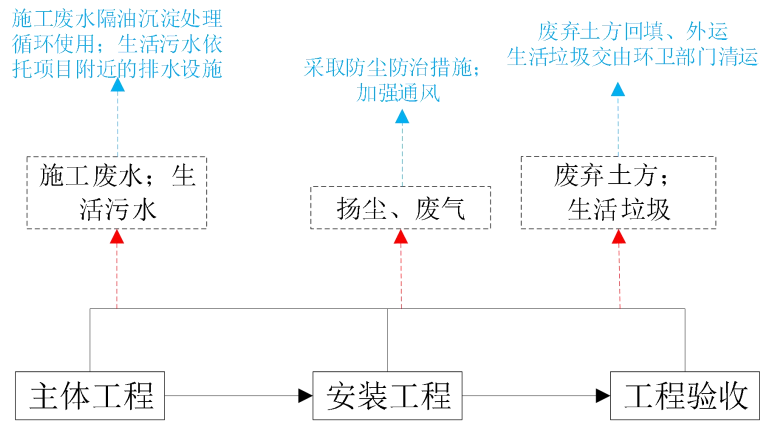 施工废水隔油沉淀处理
循环使用；生活污水依
托项目附近的排水设施
采取防尘防治措施；
加强通风
废弃土方回填、外运
生活垃圾交由环卫部门清运
施工废水；生
活污水
扬尘、废气
废弃土方；
生活垃圾
主体工程
安装工程
工程验收